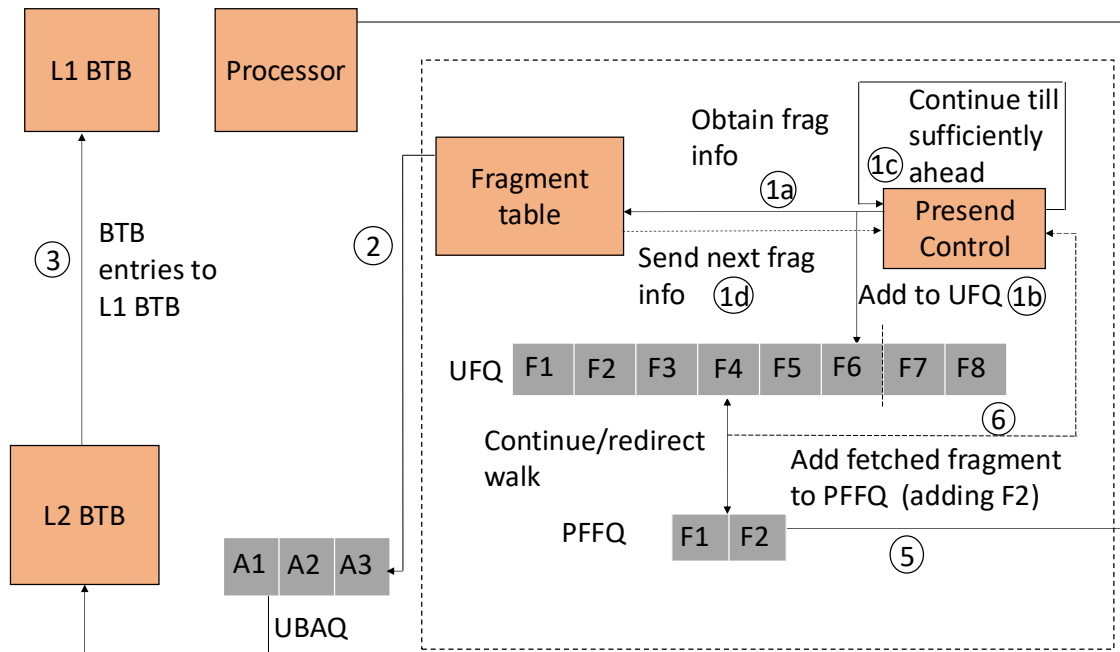 L1 BTB
Processor
Obtain frag
info
1a
Continue till
sufficiently
ahead
1c
Fragment
table
Presend
Control
3
BTB
entries to
L1 BTB
2
Send next frag
info
1d
Add to UFQ
1b
UFQ
F1
F2
F3
F4
F5
F6
F7
F8
6
Continue/redirect
walk
Add fetched fragment
to PFFQ (adding F2)
L2 BTB
PFFQ
F1
F2
5
A1
A2
A3
UBAQ